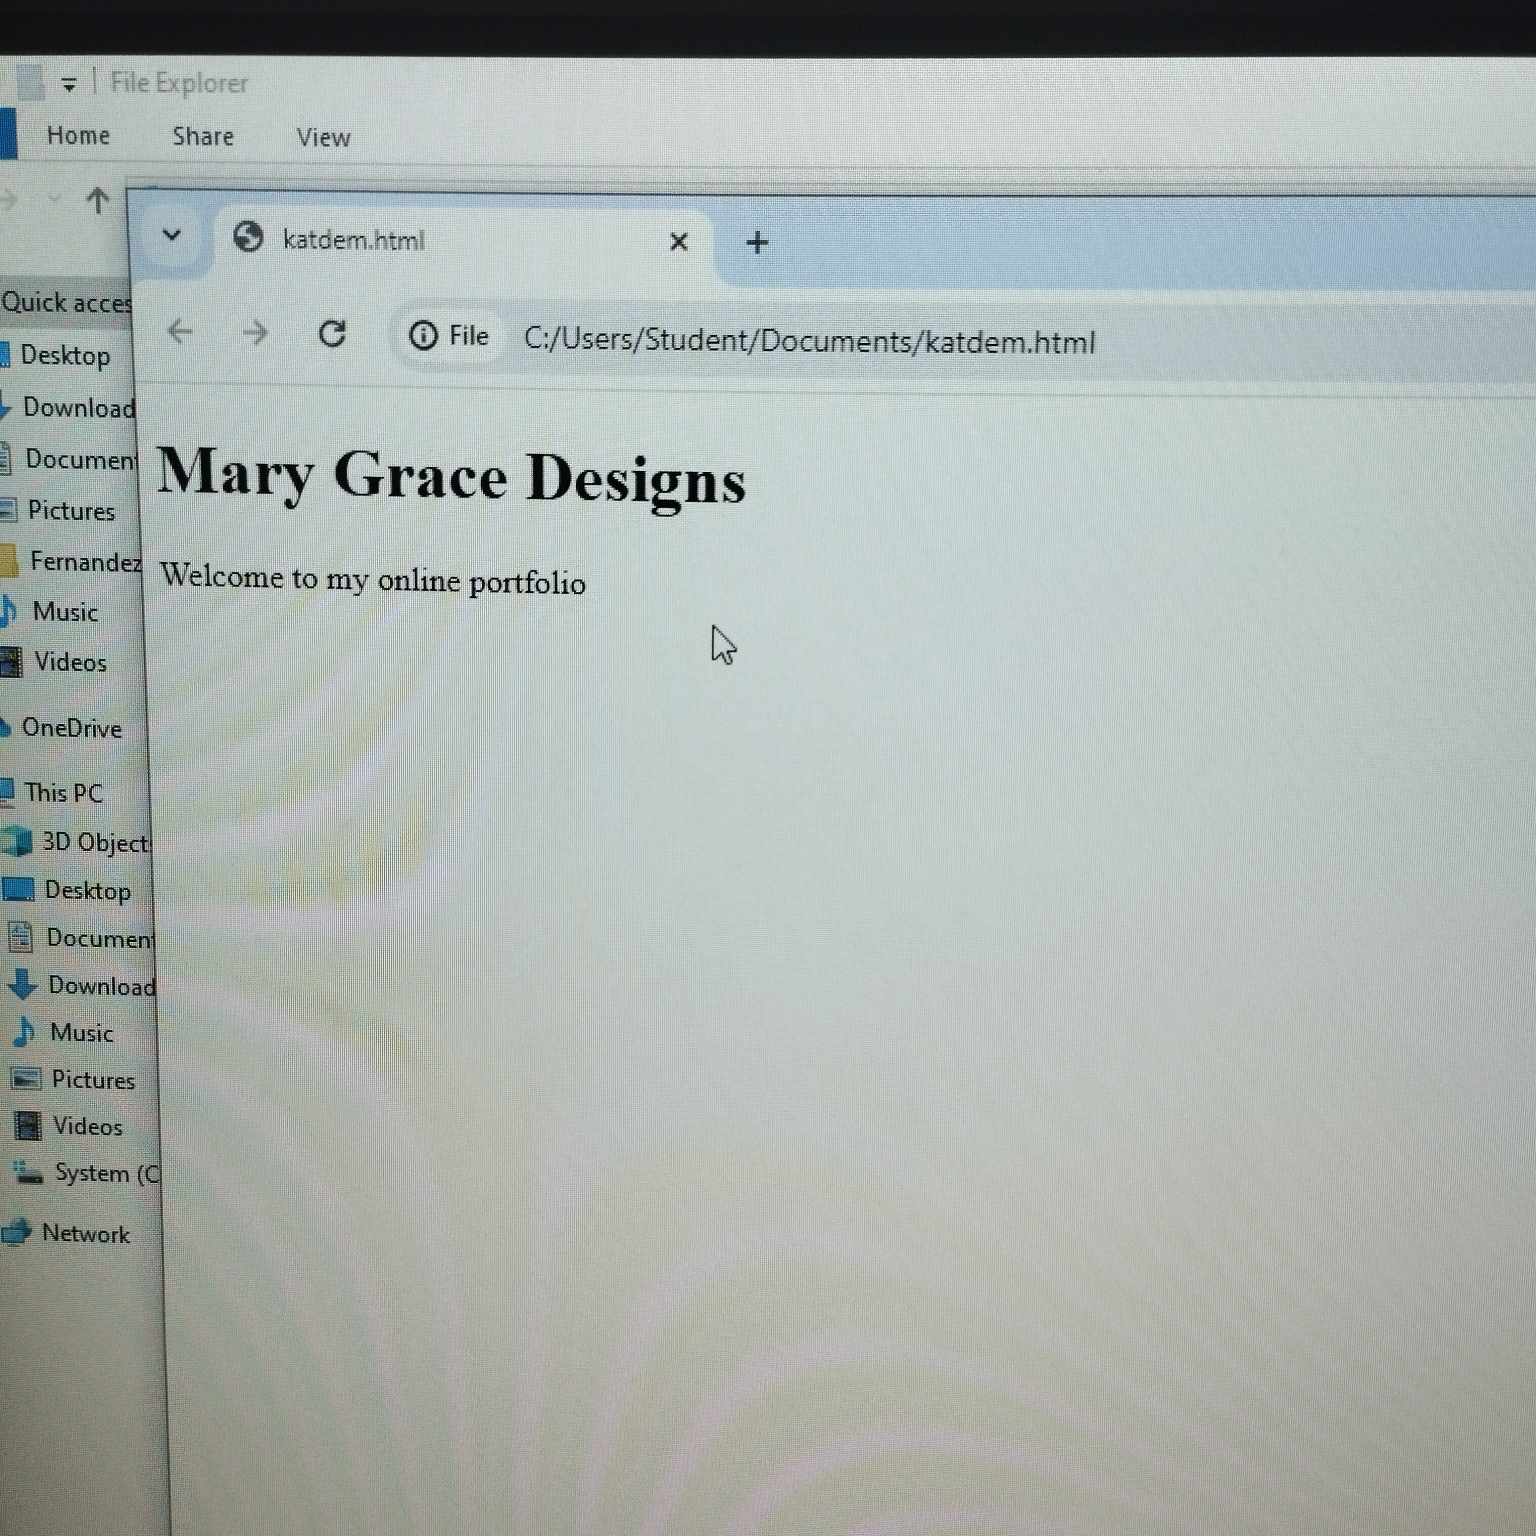 File Explorer
Home Share View
katdem.html
File C:/Users/Student/Documents/katdem.html
Quick acces
Desktop
Download
Document
Pictures
Fernandez
Music
Videos
OneDrive
This PC
3D Object
Desktop
Document
Download
Music
Pictures
Videos
System (C
Network
Mary Grace Designs
Welcome to my online portfolio